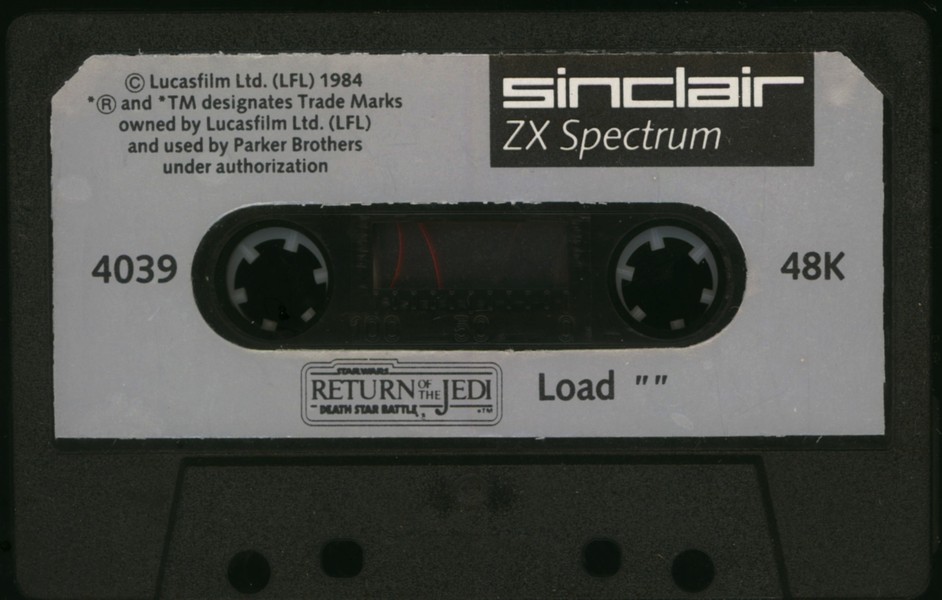 © Lucasfilm Ltd. (LFL) 1984
*® and *TM designates Trade Marks
owned by Lucasfilm Ltd. (LFL)
and used by Parker Brothers
under authorization
sinclair
ZX Spectrum
4039
48K
STAR WARS
RETURN OF THE JEDI
DEATH STAR BATTLE
*TM
Load ""